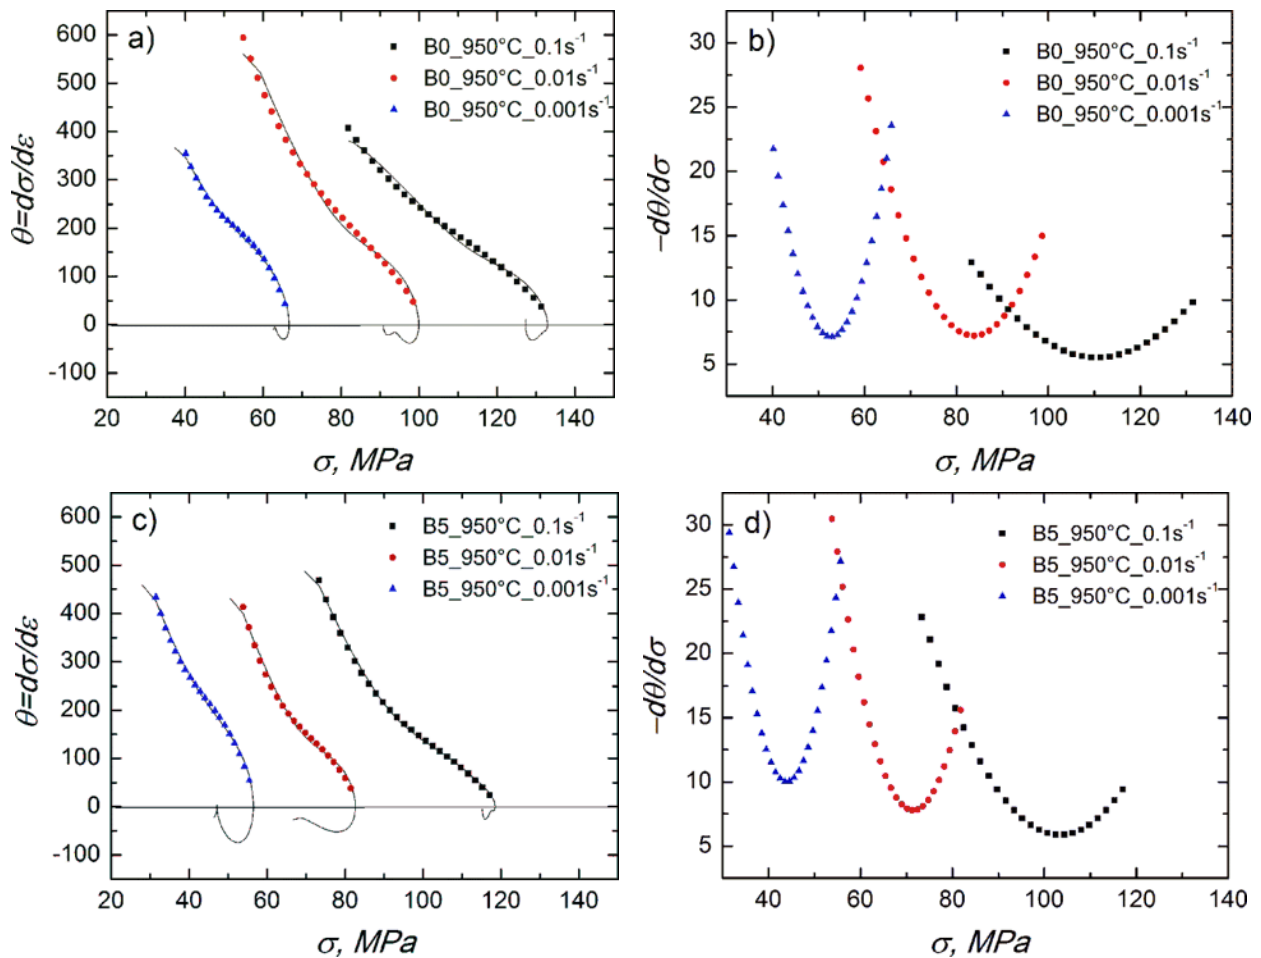 a)
B0_950°C_0.1s⁻¹
B0_950°C_0.01s⁻¹
B0_950°C_0.001s⁻¹
600
500
400
300
200
100
0
-100
θ=dσ/dε
20 40 60 80 100 120 140
σ, MPa
b)
B0_950°C_0.1s⁻¹
B0_950°C_0.01s⁻¹
B0_950°C_0.001s⁻¹
30
25
20
15
10
5
−dθ/dσ
40 60 80 100 120 140
σ, MPa
c)
B5_950°C_0.1s⁻¹
B5_950°C_0.01s⁻¹
B5_950°C_0.001s⁻¹
600
500
400
300
200
100
0
-100
θ=dσ/dε
20 40 60 80 100 120 140
σ, MPa
d)
B5_950°C_0.1s⁻¹
B5_950°C_0.01s⁻¹
B5_950°C_0.001s⁻¹
30
25
20
15
10
5
−dθ/dσ
40 60 80 100 120 140
σ, MPa